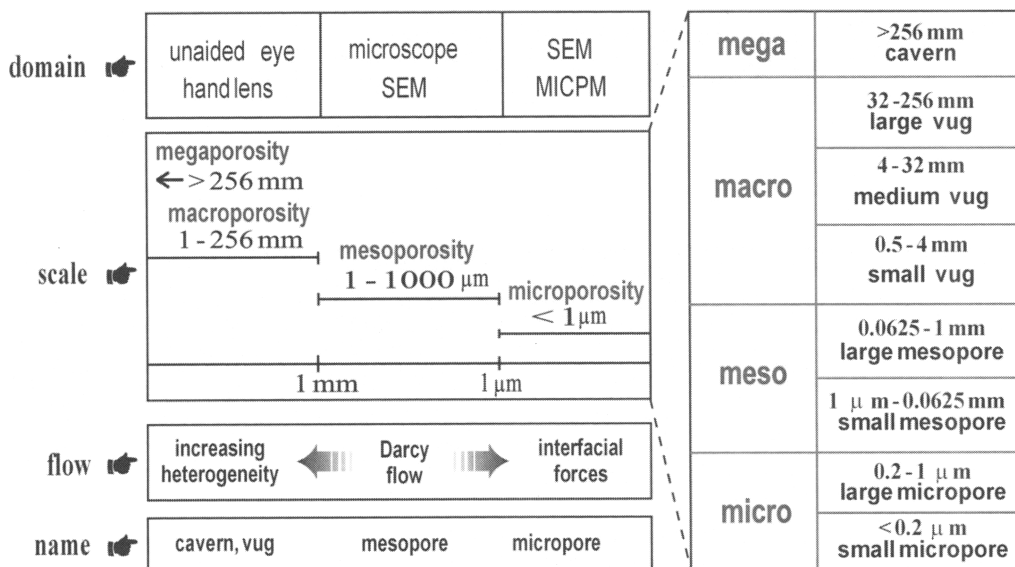 domain
unaided eye
hand lens
microscope
SEM
SEM
MICPM
scale
megaporosity
←>256 mm
macroporosity
1-256 mm
mesoporosity
1 - 1000 μm
microporosity
< 1μm
1 mm
1 μm
flow
increasing
heterogeneity
Darcy
flow
interfacial
forces
name
cavern, vug
mesopore
micropore
mega
>256 mm
cavern
macro
32-256 mm
large vug
4-32 mm
medium vug
0.5-4 mm
small vug
meso
0.0625-1 mm
large mesopore
1 μ m-0.0625 mm
small mesopore
micro
0.2-1 μ m
large micropore
<0.2 μ m
small micropore